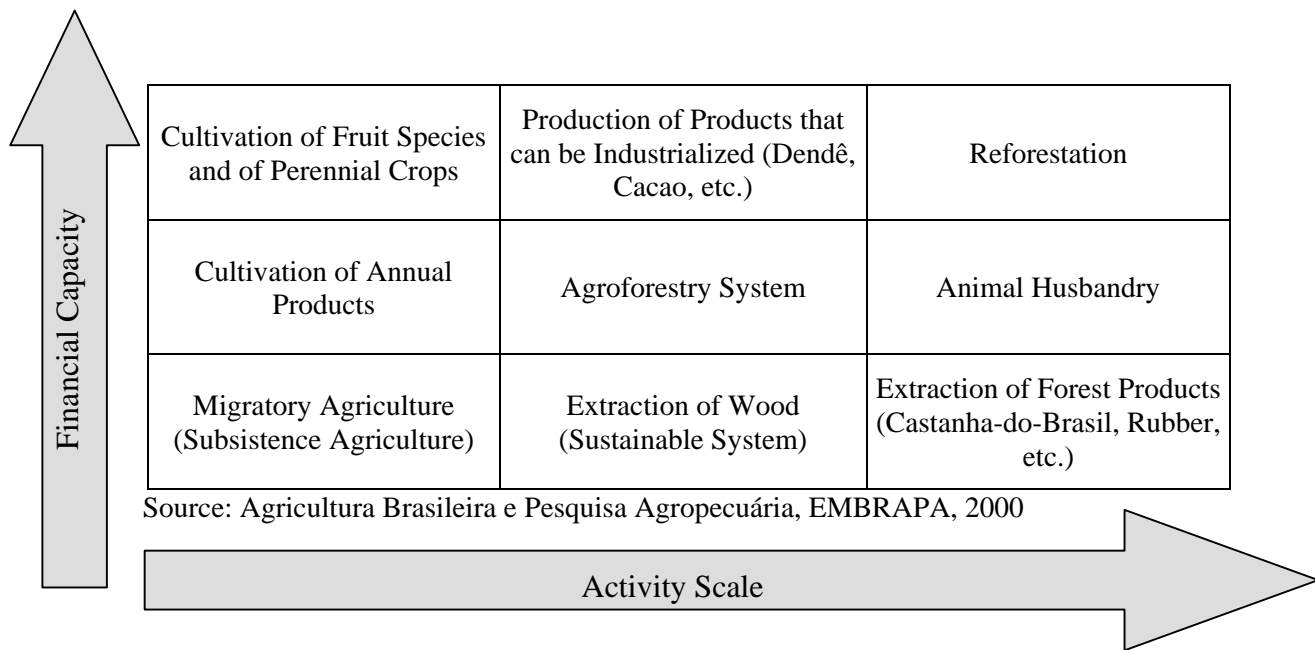 Financial Capacity
Cultivation of Fruit Species
and of Perennial Crops
Production of Products that
can be Industrialized (Dendê,
Cacao, etc.)
Reforestation
Cultivation of Annual
Products
Agroforestry System
Animal Husbandry
Migratory Agriculture
(Subsistence Agriculture)
Extraction of Wood
(Sustainable System)
Extraction of Forest Products
(Castanha-do-Brasil, Rubber,
etc.)
Source: Agricultura Brasileira e Pesquisa Agropecuária, EMBRAPA, 2000
Activity Scale